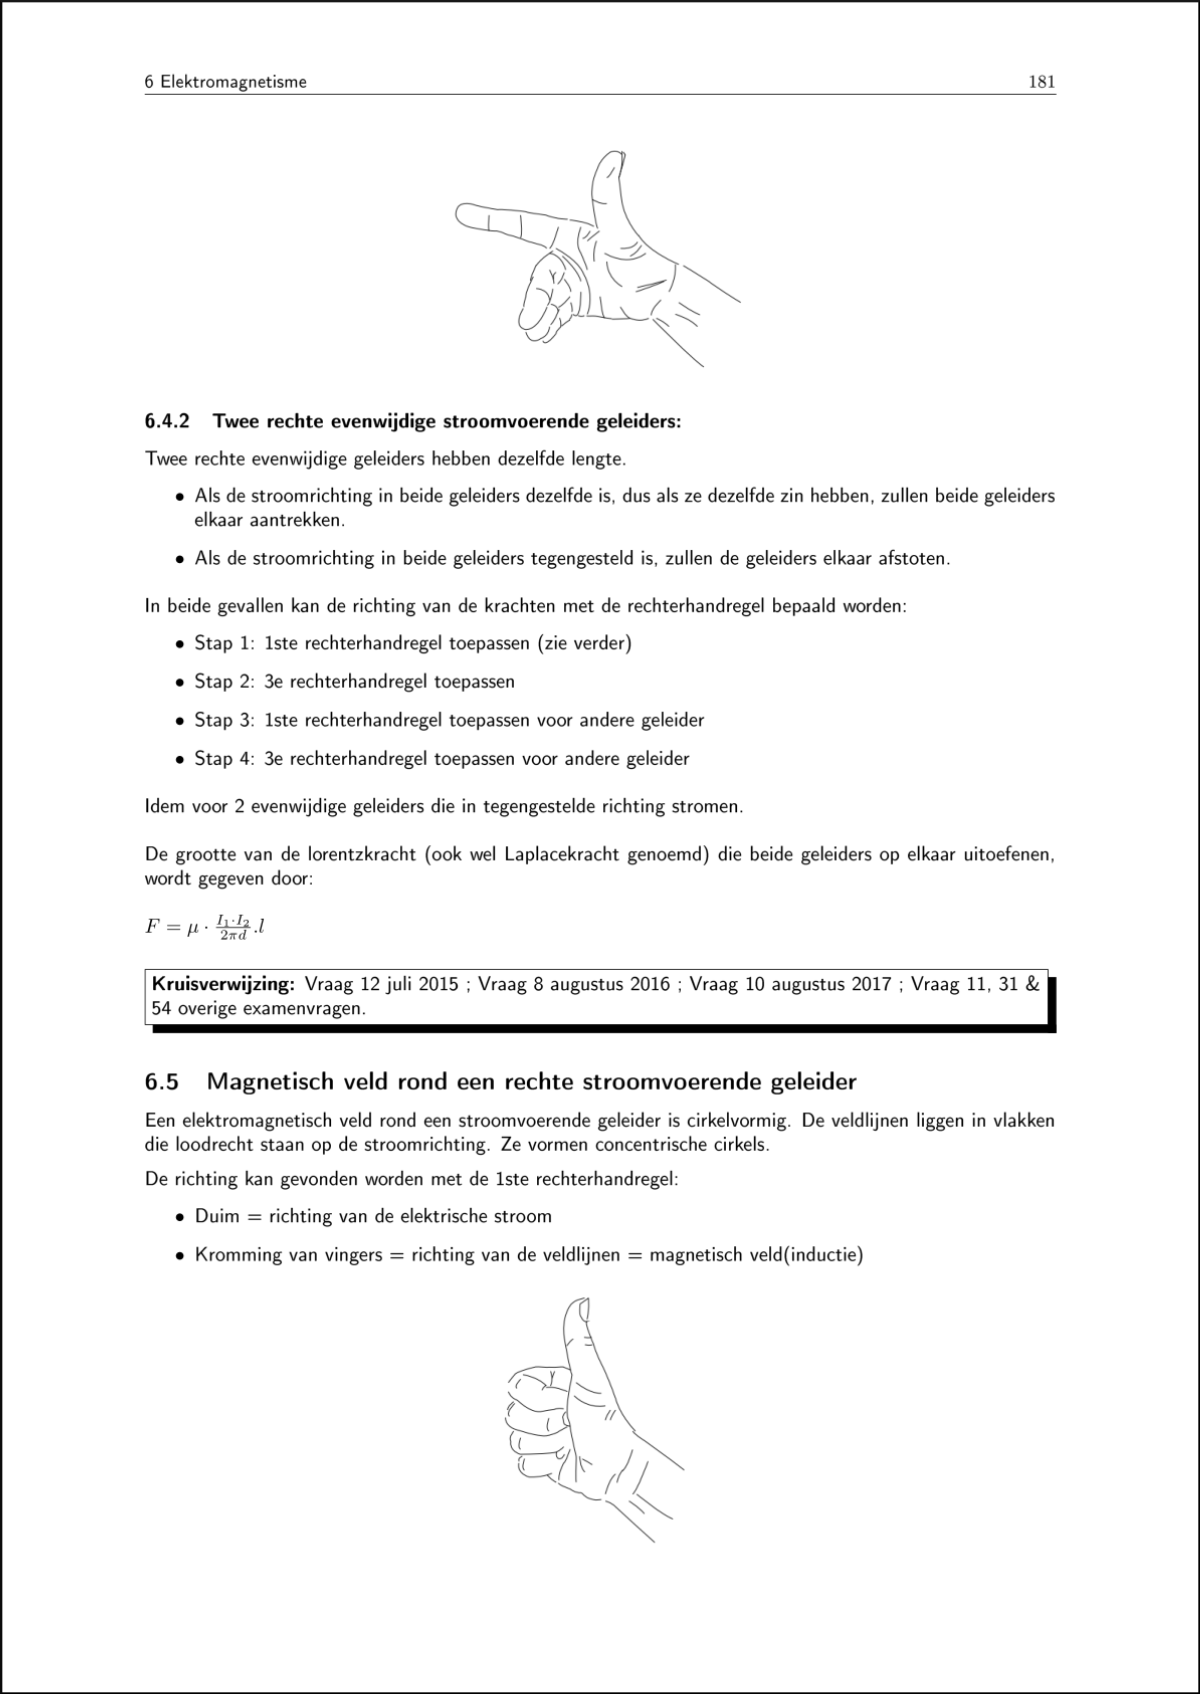 6 Elektromagnetisme 181
6.4.2 Twee rechte evenwijdige stroomvoerende geleiders:
Twee rechte evenwijdige geleiders hebben dezelfde lengte.
• Als de stroomrichting in beide geleiders dezelfde is, dus als ze dezelfde zin hebben, zullen beide geleiders
elkaar aantrekken.
• Als de stroomrichting in beide geleiders tegengesteld is, zullen de geleiders elkaar afstoten.
In beide gevallen kan de richting van de krachten met de rechterhandregel bepaald worden:
• Stap 1: 1ste rechterhandregel toepassen (zie verder)
• Stap 2: 3e rechterhandregel toepassen
• Stap 3: 1ste rechterhandregel toepassen voor andere geleider
• Stap 4: 3e rechterhandregel toepassen voor andere geleider
Idem voor 2 evenwijdige geleiders die in tegengestelde richting stromen.
De grootte van de lorentzkracht (ook wel Laplacekracht genoemd) die beide geleiders op elkaar uitoefenen,
wordt gegeven door:
$F = \mu \cdot \frac{I_1 \cdot I_2}{2\pi d}.l$
Kruisverwijzing: Vraag 12 juli 2015 ; Vraag 8 augustus 2016 ; Vraag 10 augustus 2017 ; Vraag 11, 31 &
54 overige examenvragen.
6.5 Magnetisch veld rond een rechte stroomvoerende geleider
Een elektromagnetisch veld rond een stroomvoerende geleider is cirkelvormig. De veldlijnen liggen in vlakken
die loodrecht staan op de stroomrichting. Ze vormen concentrische cirkels.
De richting kan gevonden worden met de 1ste rechterhandregel:
• Duim = richting van de elektrische stroom
• Kromming van vingers = richting van de veldlijnen = magnetisch veld(inductie)